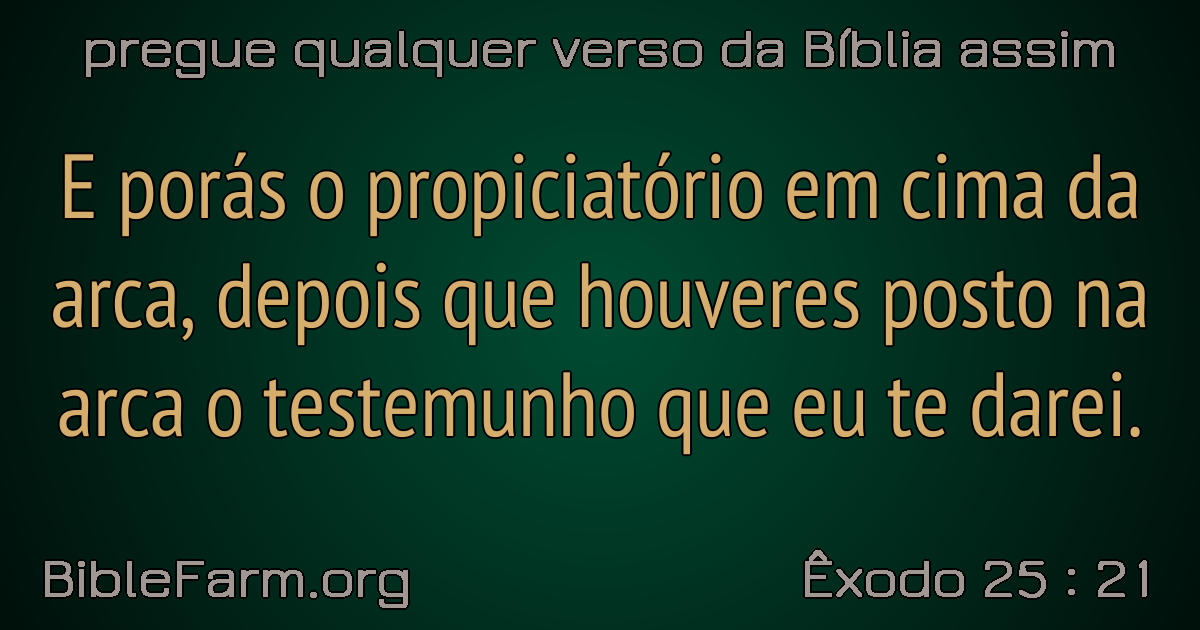 pregue qualquer verso da Bíblia assim
E porás o propiciatório em cima da
arca, depois que houveres posto na
arca o testemunho que eu te darei.
BibleFarm.org
Êxodo 25 : 21